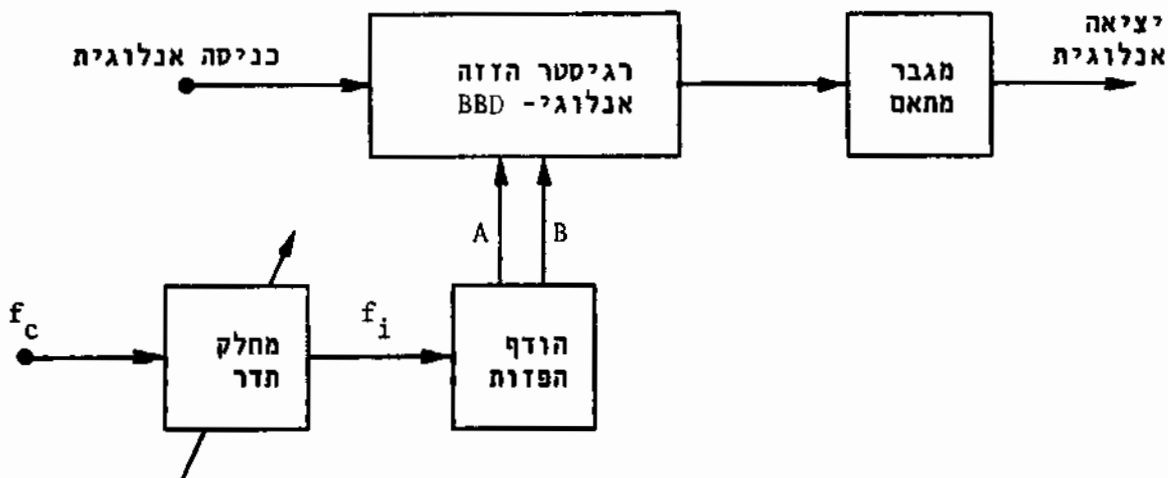 יציאה
אנלוגית
כניסה אנלוגית
רגיסטר הזזה
אנלוגי- BBD
מגבר
מתאם
A
B
f_c
מחלק
תדר
f_i
הודף
הפזות